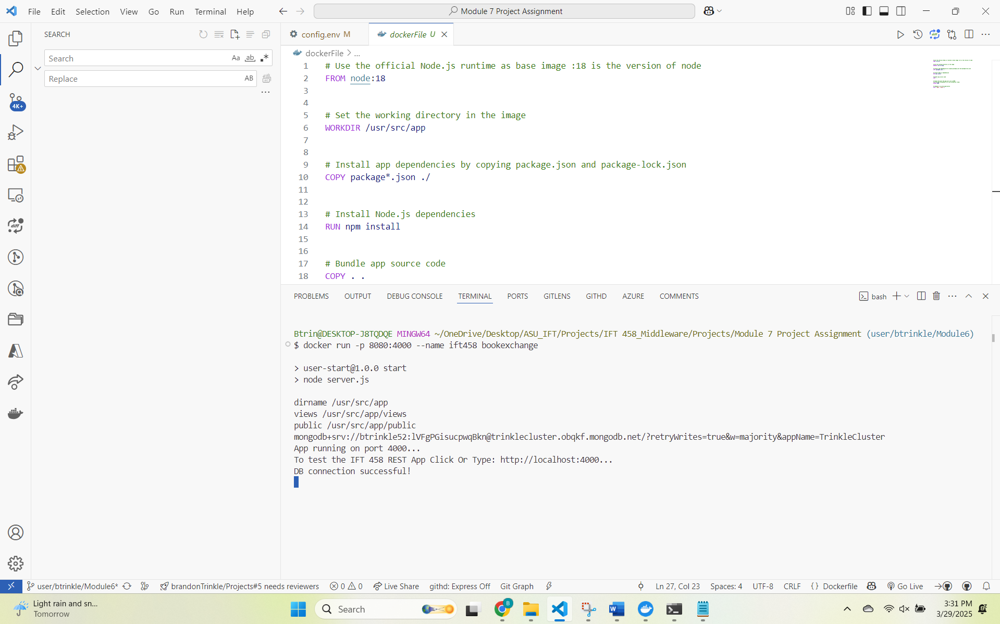 File Edit Selection View Go Run Terminal Help
Module 7 Project Assignment
SEARCH
Search Aa ab .*
Replace AB
...
4K+
config.env M
dockerFile U
dockerFile > ...
1 # Use the official Node.js runtime as base image :18 is the version of node
2 FROM node:18
3
4
5 # Set the working directory in the image
6 WORKDIR /usr/src/app
7
8
9 # Install app dependencies by copying package.json and package-lock.json
10 COPY package*.json ./
11
12
13 # Install Node.js dependencies
14 RUN npm install
15
16
17 # Bundle app source code
18 COPY . .
PROBLEMS OUTPUT DEBUG CONSOLE TERMINAL PORTS GITLENS GITHD AZURE COMMENTS
bash
Btrin@DESKTOP-J8TQDQE MINGW64 ~/OneDrive/Desktop/ASU_IFT/Projects/IFT 458_Middleware/Projects/Module 7 Project Assignment (user/btrinkle/Module6)
$ docker run -p 8080:4000 --name ift458 bookexchange
> user-start@1.0.0 start
> node server.js
dirname /usr/src/app
views /usr/src/app/views
public /usr/src/app/public
mongodb+srv://btrinkle52:lVFgPGisucpwqBkn@trinklecluster.obqkf.mongodb.net/?retryWrites=true&w=majority&appName=TrinkleCluster
App running on port 4000...
To test the IFT 458 REST App Click Or Type: http://localhost:4000...
DB connection successful!
user/btrinkle/Module6* brandonTrinkle/Projects#5 needs reviewers 0 0 Live Share githd: Express Off Git Graph Ln 27, Col 23 Spaces: 4 UTF-8 CRLF {} Dockerfile Go Live
Light rain and sn...
Tomorrow
Search
3:31 PM
3/29/2025